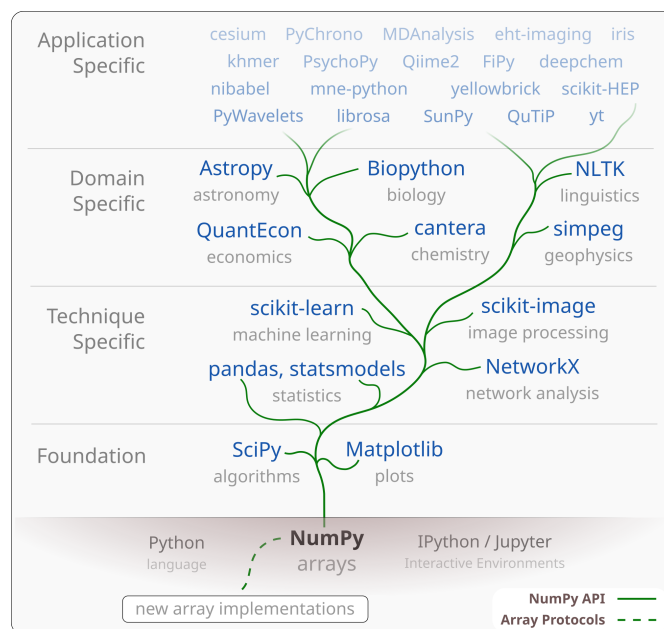 Application
Specific
cesium PyChrono MDAnalysis eht-imaging iris
khmer PsychoPy Qiime2 FiPy deepchem
nibabel mne-python yellowbrick scikit-HEP
PyWavelets librosa SunPy QuTiP yt
Domain
Specific
Astropy Biopython NLTK
astronomy biology linguistics
QuantEcon cantera simpeg
economics chemistry geophysics
Technique
Specific
scikit-learn scikit-image
machine learning image processing
pandas, statsmodels NetworkX
statistics network analysis
Foundation
SciPy Matplotlib
algorithms plots
Python NumPy IPython / Jupyter
language arrays Interactive Environments
new array implementations
NumPy API
Array Protocols